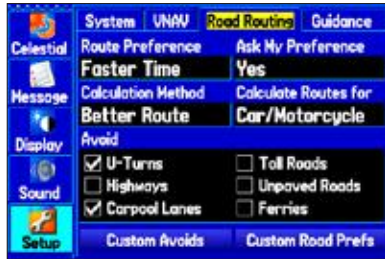 System VNAV Road Routing Guidance
Celestial
Route Preference Ask My Preference
Faster Time Yes
Message
Calculation Method Calculate Routes for
Better Route Car/Motorcycle
Display
Avoid
U-Turns Toll Roads
Highways Unpaved Roads
Sound
Carpool Lanes Ferries
Setup
Custom Avoids Custom Road Prefs